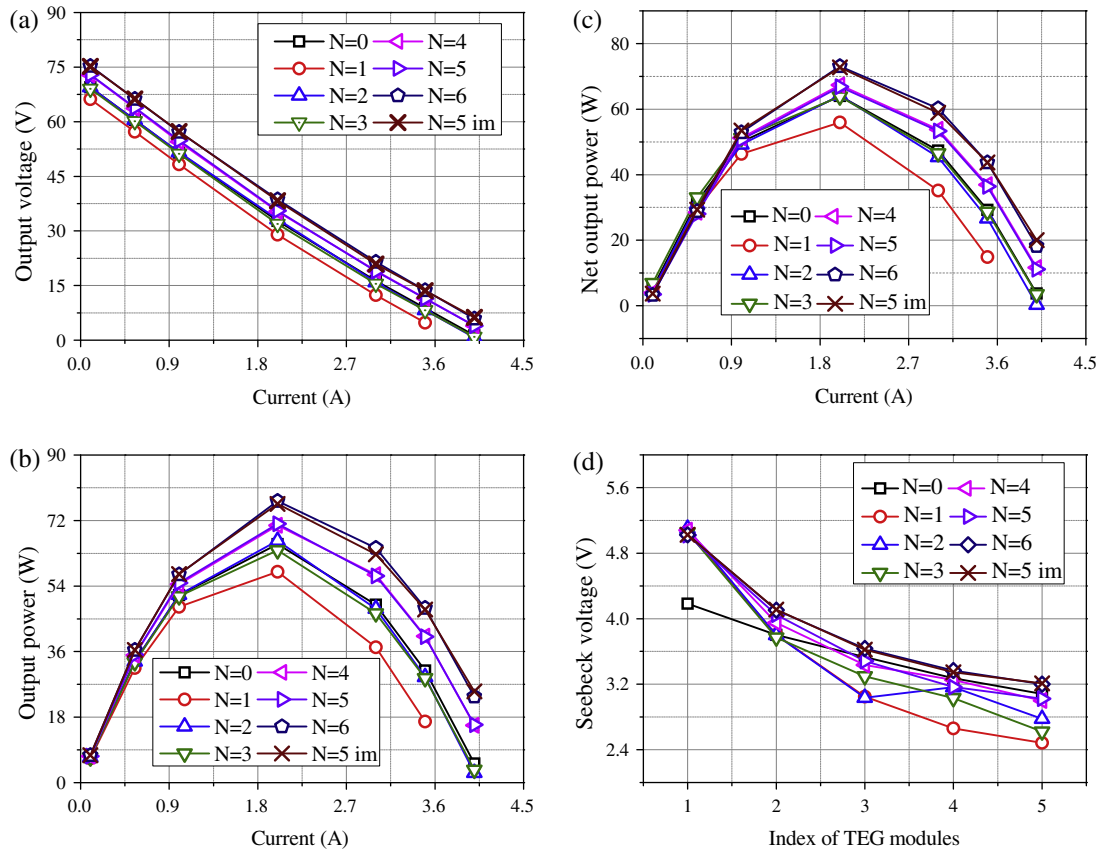 (a)
90
75
60
45
30
15
0
Output voltage (V)
N=0
N=4
N=1
N=5
N=2
N=6
N=3
N=5 im
0.0
0.9
1.8
2.7
3.6
4.5
Current (A)
(c)
80
60
40
20
0
Net output power (W)
N=0
N=4
N=1
N=5
N=2
N=6
N=3
N=5 im
0.0
0.9
1.8
2.7
3.6
4.5
Current (A)
(b)
90
72
54
36
18
0
Output power (W)
N=0
N=4
N=1
N=5
N=2
N=6
N=3
N=5 im
0.0
0.9
1.8
2.7
3.6
4.5
Current (A)
(d)
5.6
4.8
4.0
3.2
2.4
Seebeck voltage (V)
N=0
N=4
N=1
N=5
N=2
N=6
N=3
N=5 im
1
2
3
4
5
Index of TEG modules